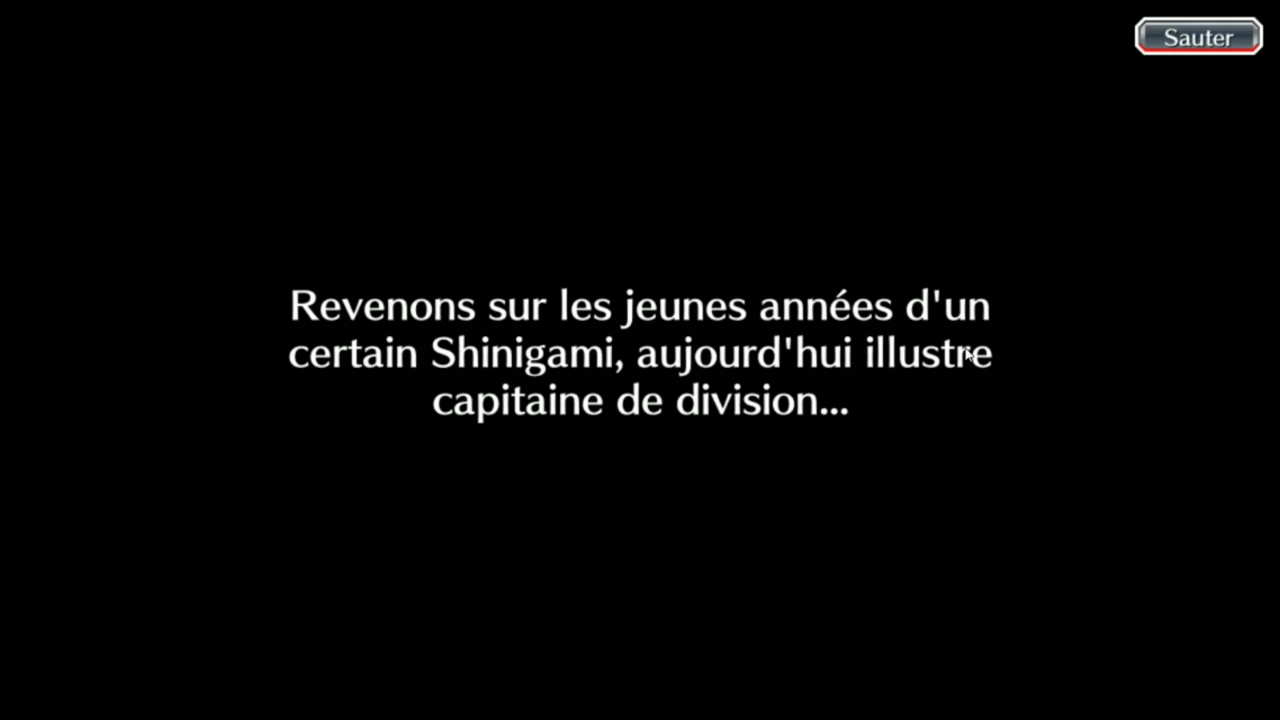 Sauter
Revenons sur les jeunes années d'un
certain Shinigami, aujourd'hui illustre
capitaine de division...